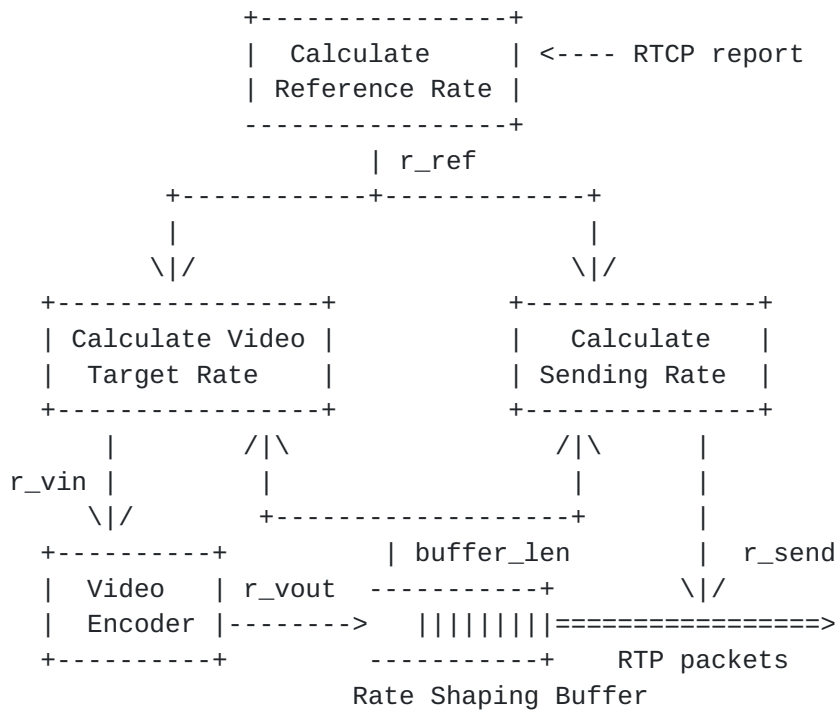 +----------------+
|  Calculate     | <---- RTCP report
| Reference Rate |
-----------------+
| r_ref
+------------+-------------+
|                          |
\|/                        \|/
+-----------------+           +---------------+
| Calculate Video |           |   Calculate   |
|  Target Rate    |           | Sending Rate  |
+-----------------+           +---------------+
|       /|\                 /|\      |
r_vin |         |                   |       |
\|/       +-------------------+       |
+----------+          | buffer_len        |  r_send
|  Video   | r_vout  -----------+        \|/
|  Encoder |-------->   |||||||||=================>
+----------+         -----------+    RTP packets
Rate Shaping Buffer